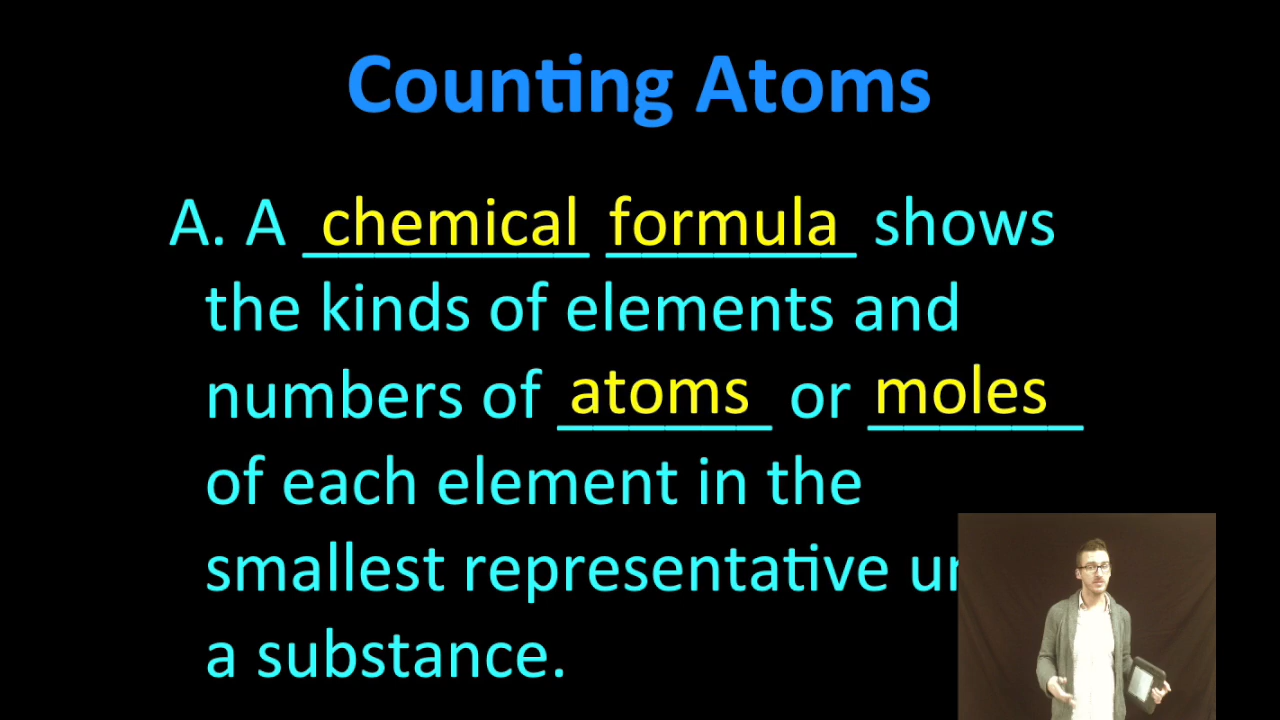 Counting Atoms
A. A chemical formula shows
the kinds of elements and
numbers of atoms or moles
of each element in the
smallest representative
a substance.